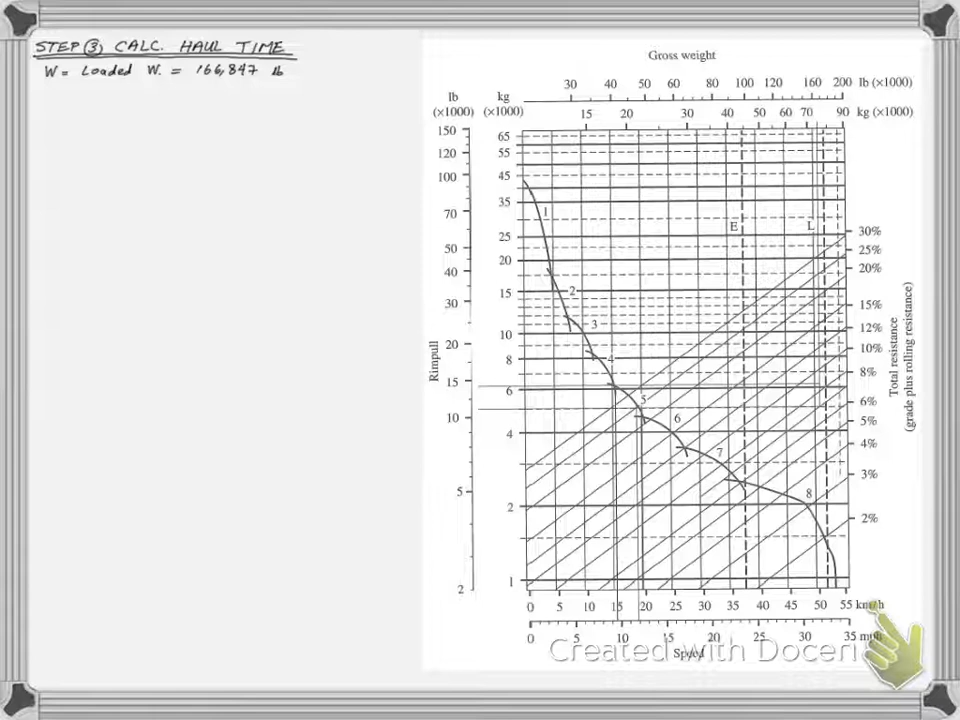 STEP ③, CALC. HAUL TIME
W = Loaded W. = 166,847 lb
Gross weight
30 40 50 60 80 100 120 160 200 lb (×1000)
lb (×1000)
kg (×1000)
15 20 30 40 50 60 70 90 kg (×1000)
150
120
100
70
50
40
30
20
15
10
5
2
Rimpull
65
55
45
35
25
20
15
10
8
6
4
2
1
1
2
3
4
5
6
7
8
E
L
30%
25%
20%
15%
12%
10%
8%
6%
5%
4%
3%
2%
Total resistance
(grade plus rolling resistance)
0 5 10 15 20 25 30 35 40 45 50 55 km/h
0 5 10 15 20 25 30 35 mph
Speed
Created With Doceri